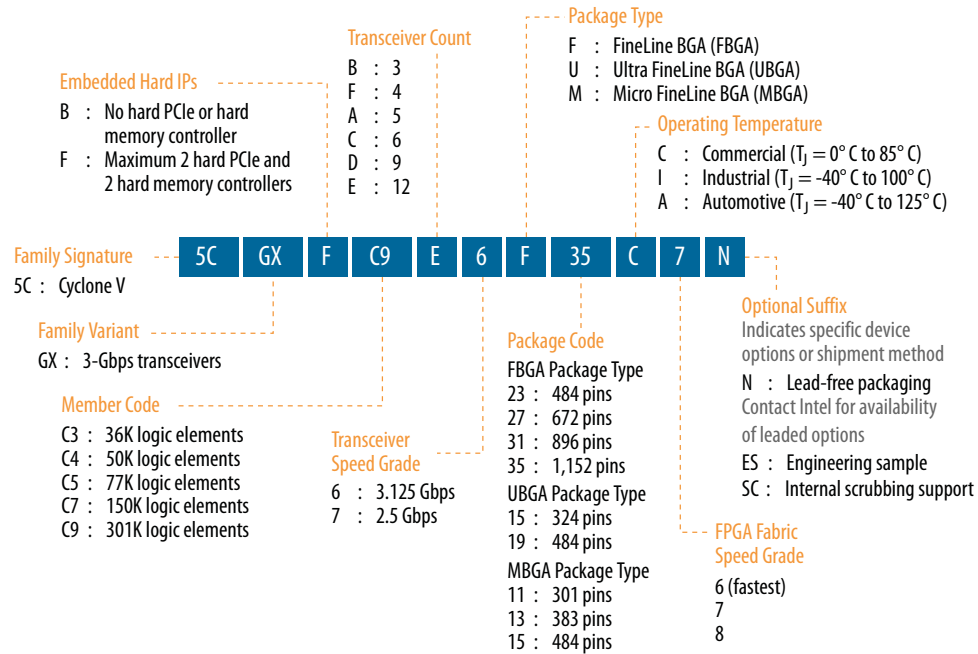 Package Type
F : FineLine BGA (FBGA)
U : Ultra FineLine BGA (UBGA)
M : Micro FineLine BGA (MBGA)
Transceiver Count
B : 3
F : 4
A : 5
C : 6
D : 9
E : 12
Embedded Hard IPs
B : No hard PCIe or hard
memory controller
F : Maximum 2 hard PCIe and
2 hard memory controllers
Operating Temperature
C : Commercial (TJ = 0° C to 85° C)
I : Industrial (TJ = -40° C to 100° C)
A : Automotive (TJ = -40° C to 125° C)
Family Signature
5C : Cyclone V
5C GX F C9 E 6 F 35 C 7 N
Family Variant
GX : 3-Gbps transceivers
Member Code
C3 : 36K logic elements
C4 : 50K logic elements
C5 : 77K logic elements
C7 : 150K logic elements
C9 : 301K logic elements
Transceiver
Speed Grade
6 : 3.125 Gbps
7 : 2.5 Gbps
Package Code
FBGA Package Type
23 : 484 pins
27 : 672 pins
31 : 896 pins
35 : 1,152 pins
UBGA Package Type
15 : 324 pins
19 : 484 pins
MBGA Package Type
11 : 301 pins
13 : 383 pins
15 : 484 pins
Optional Suffix
Indicates specific device
options or shipment method
N : Lead-free packaging
Contact Intel for availability
of leaded options
ES : Engineering sample
SC : Internal scrubbing support
FPGA Fabric
Speed Grade
6 (fastest)
7
8